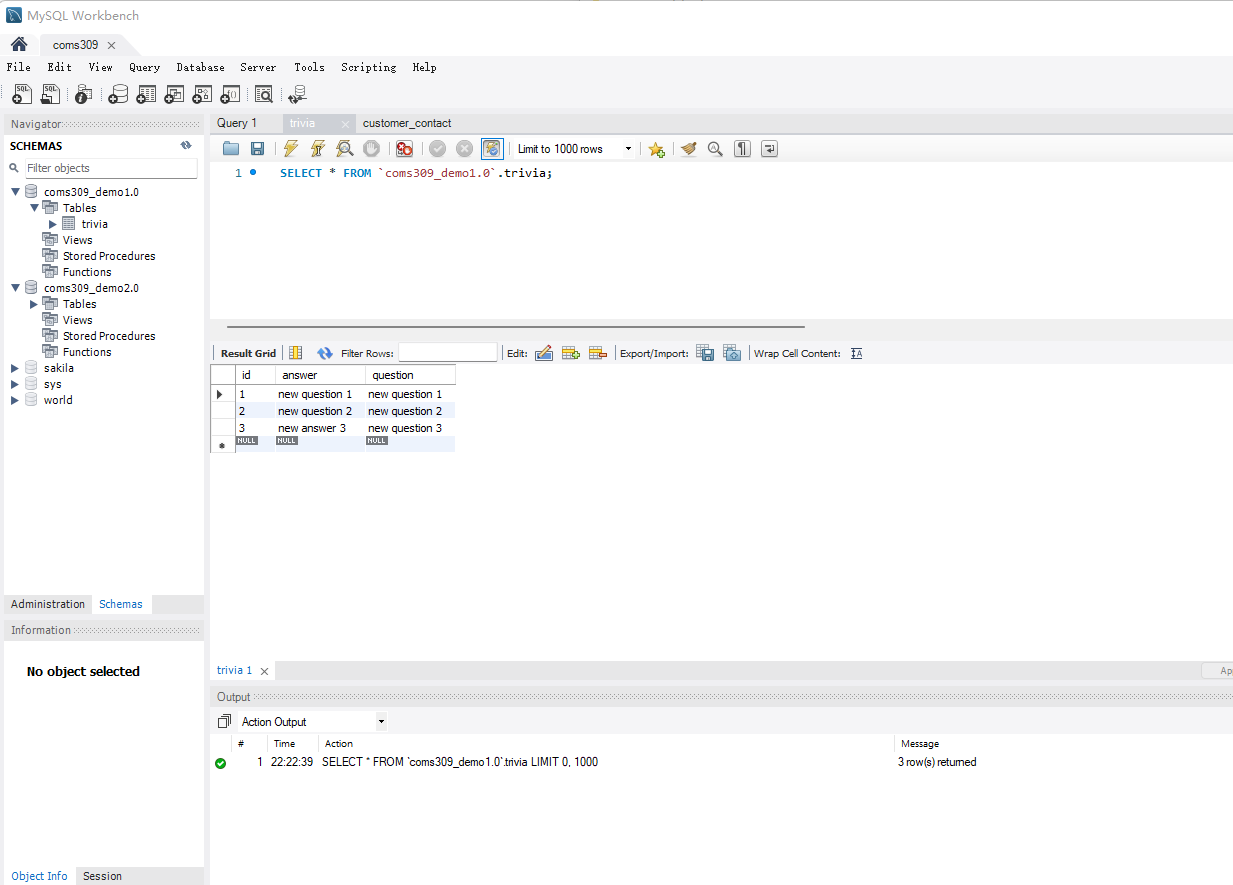 MySQL Workbench
coms309
File Edit View Query Database Server Tools Scripting Help
Navigator
SCHEMAS
Filter objects
coms309_demo1.0
Tables
trivia
Views
Stored Procedures
Functions
coms309_demo2.0
Tables
Views
Stored Procedures
Functions
sakila
sys
world
Administration Schemas
Information
No object selected
Object Info Session
Query 1 trivia customer_contact
Limit to 1000 rows
1 SELECT * FROM `coms309_demo1.0`.trivia;
Result Grid Filter Rows: Edit: Export/Import: Wrap Cell Content:
id answer question
1 new question 1 new question 1
2 new question 2 new question 2
3 new answer 3 new question 3
NULL NULL NULL
trivia 1
App
Output
Action Output
# Time Action Message
1 22:22:39 SELECT * FROM `coms309_demo1.0`.trivia LIMIT 0, 1000 3 row(s) returned